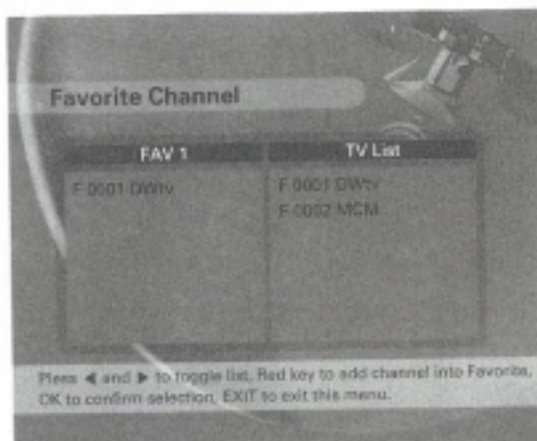 Favorite Channel
FAV 1
TV List
F 0001 DWtv
F 0001 DWtv
F 0002 MCM
Press ◀ and ▶ to toggle list, Red key to add channel into Favorite,
OK to confirm selection, EXIT to exit this menu.